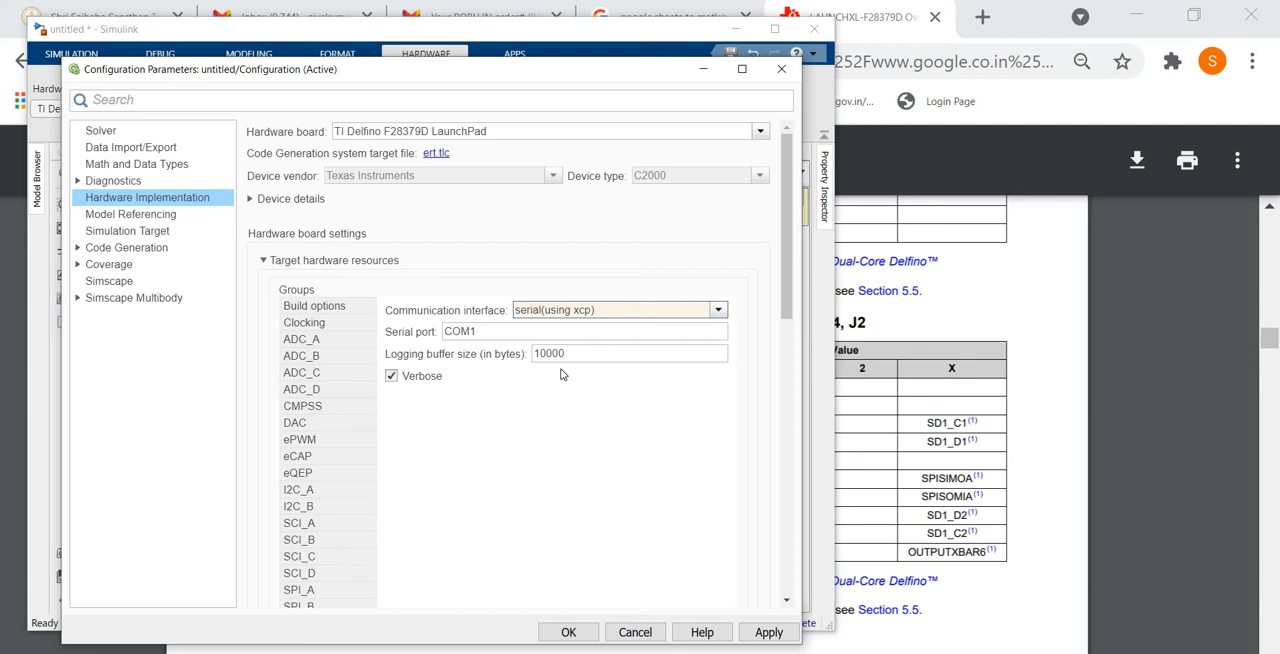 untitled * - Simulink
SIMULATION DEBUG MODELING FORMAT HARDWARE APPS
252Fwww.google.co.in%25...
S
gov.in/... Login Page
Configuration Parameters: untitled/Configuration (Active)
Search
Model Browser
Property Inspector
Solver
Data Import/Export
Math and Data Types
Diagnostics
Hardware Implementation
Model Referencing
Simulation Target
Code Generation
Coverage
Simscape
Simscape Multibody
Hardware board: TI Delfino F28379D LaunchPad
Code Generation system target file: ert.tlc
Device vendor: Texas Instruments Device type: C2000
Device details
Hardware board settings
Target hardware resources
Groups
Build options
Clocking
ADC_A
ADC_B
ADC_C
ADC_D
CMPSS
DAC
ePWM
eCAP
eQEP
I2C_A
I2C_B
SCI_A
SCI_B
SCI_C
SCI_D
SPI_A
SPI_B
Communication interface: serial(using xcp)
Serial port: COM1
Logging buffer size (in bytes): 10000
Verbose
OK Cancel Help Apply
Dual-Core Delfino™
see Section 5.5.
4, J2
Value
2 X
SD1_C1(1)
SD1_D1(1)
SPISIMOA(1)
SPISOMIA(1)
SD1_D2(1)
SD1_C2(1)
OUTPUTXBAR6(1)
Dual-Core Delfino™
see Section 5.5.